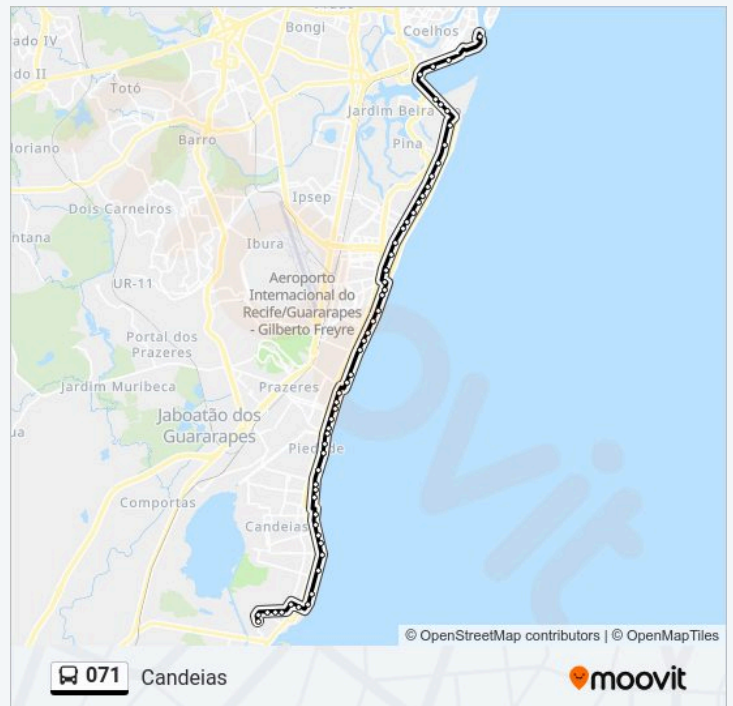 Coelhos
Bongi
ado IV
do II
Totó
Jardim Beira
Barro
Pina
loriano
Ipsep
Dois Carneiros
ntana
Ibura
UR-11
Aeroporto
Internacional do
Recife/Guararapes
- Gilberto Freyre
Portal dos
Prazeres
Jardim Muribeca
Prazeres
Jaboatão dos
Guararapes
ua
Piedade
Comportas
Candeias
ovit
© OpenStreetMap contributors | © OpenMapTiles
071 Candeias
moovit